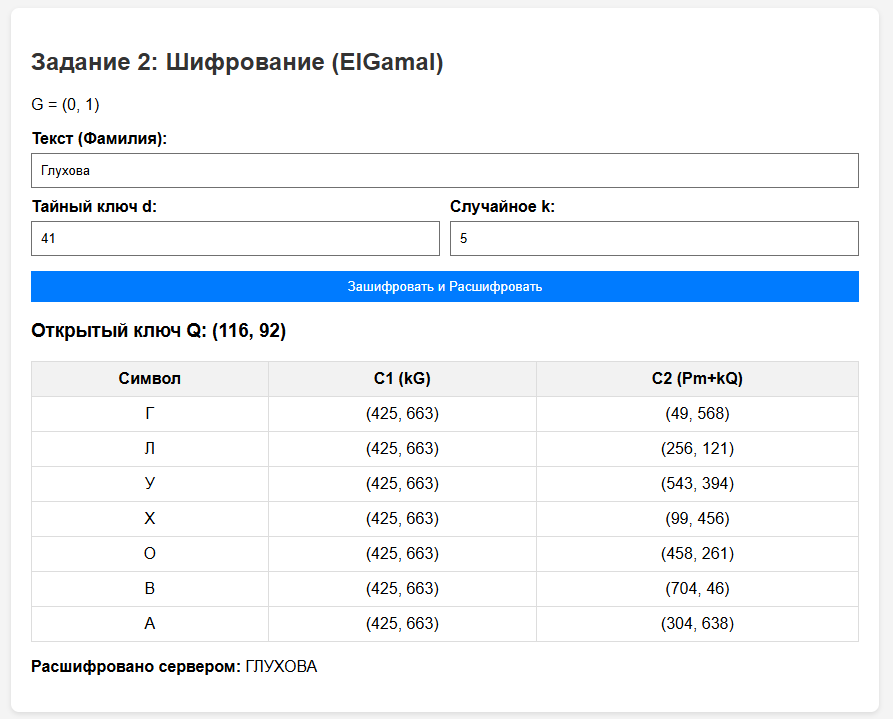 Задание 2: Шифрование (ElGamal)
G = (0, 1)
Текст (Фамилия):
Глухова
Тайный ключ d: Случайное k:
41 5
Зашифровать и Расшифровать
Открытый ключ Q: (116, 92)
Символ C1 (kG) C2 (Pm+kQ)
Г (425, 663) (49, 568)
Л (425, 663) (256, 121)
У (425, 663) (543, 394)
Х (425, 663) (99, 456)
О (425, 663) (458, 261)
В (425, 663) (704, 46)
А (425, 663) (304, 638)
Расшифровано сервером: ГЛУХОВА